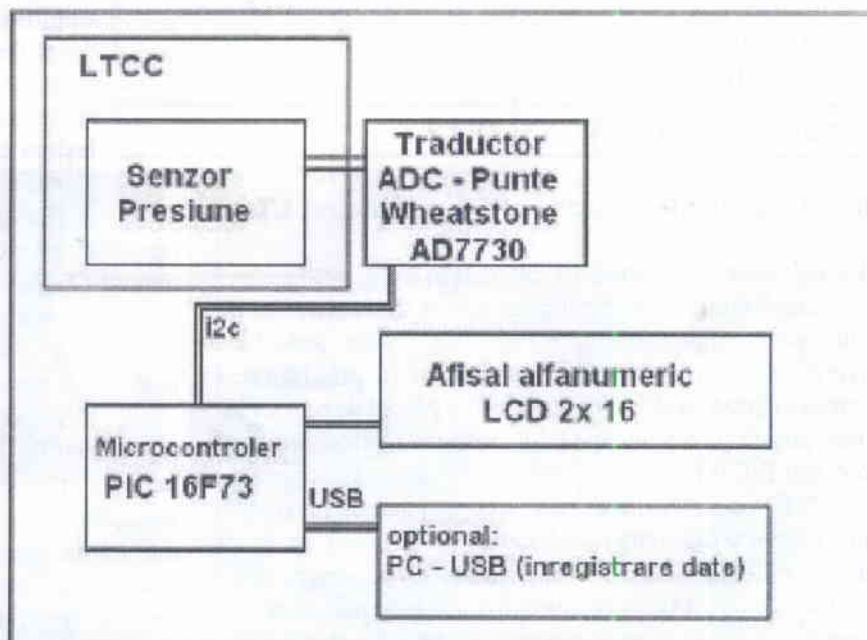 LTCC
Senzor
Presiune
Traductor
ADC - Punte
Wheatstone
AD7730
i2c
Afisaj alfanumeric
LCD 2x 16
Microcontroler
PIC 16F73
USB
optional:
PC - USB (inregistrare date)